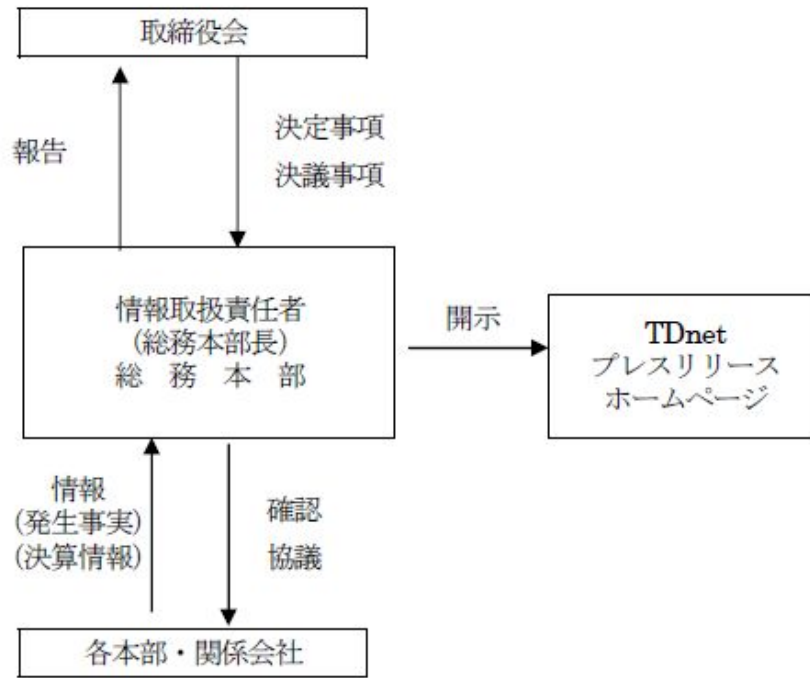 取締役会
報告
決定事項
決議事項
情報取扱責任者
(総務本部長)
総　務　本　部
開示
TDnet
プレスリリース
ホームページ
情報
(発生事実)
(決算情報)
確認
協議
各本部・関係会社